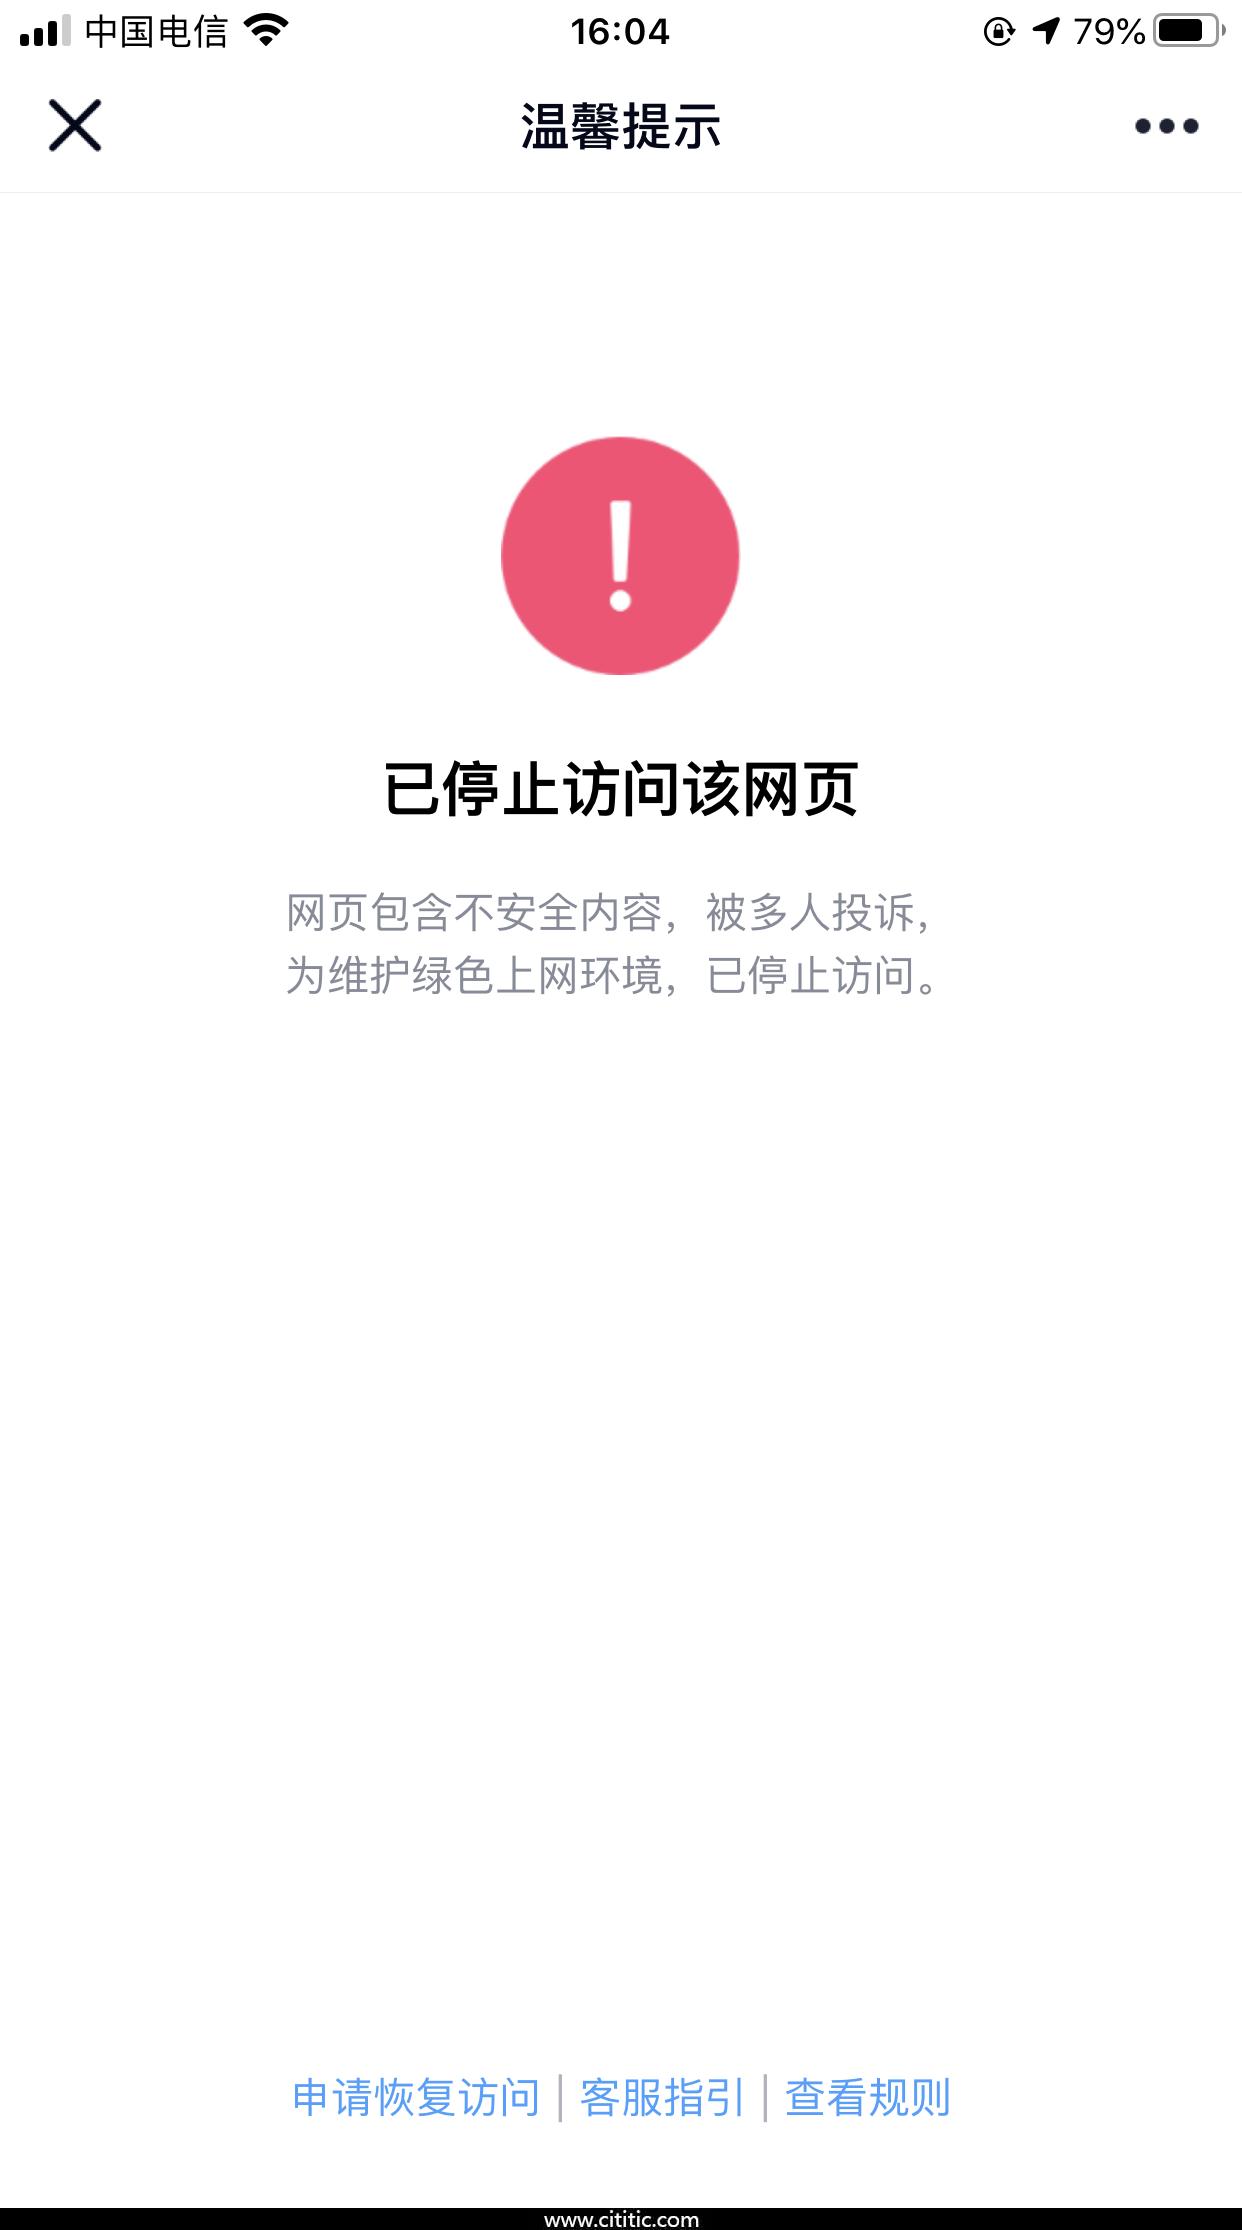 中国电信 16:04 79%
温馨提示
已停止访问该网页
网页包含不安全内容，被多人投诉，
为维护绿色上网环境，已停止访问。
申请恢复访问 | 客服指引 | 查看规则
www.cititic.com